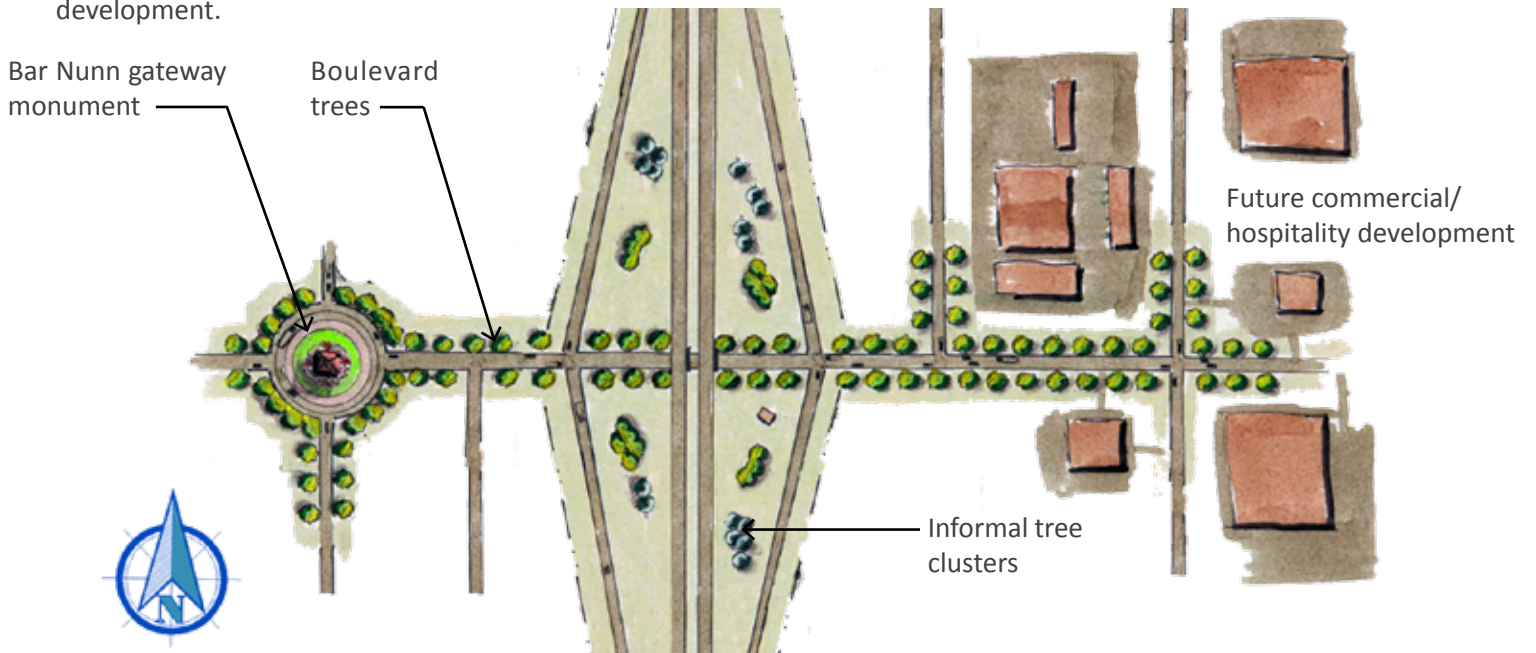 development.
Bar Nunn gateway
monument
Boulevard
trees
Future commercial/
hospitality development
Informal tree
clusters
N